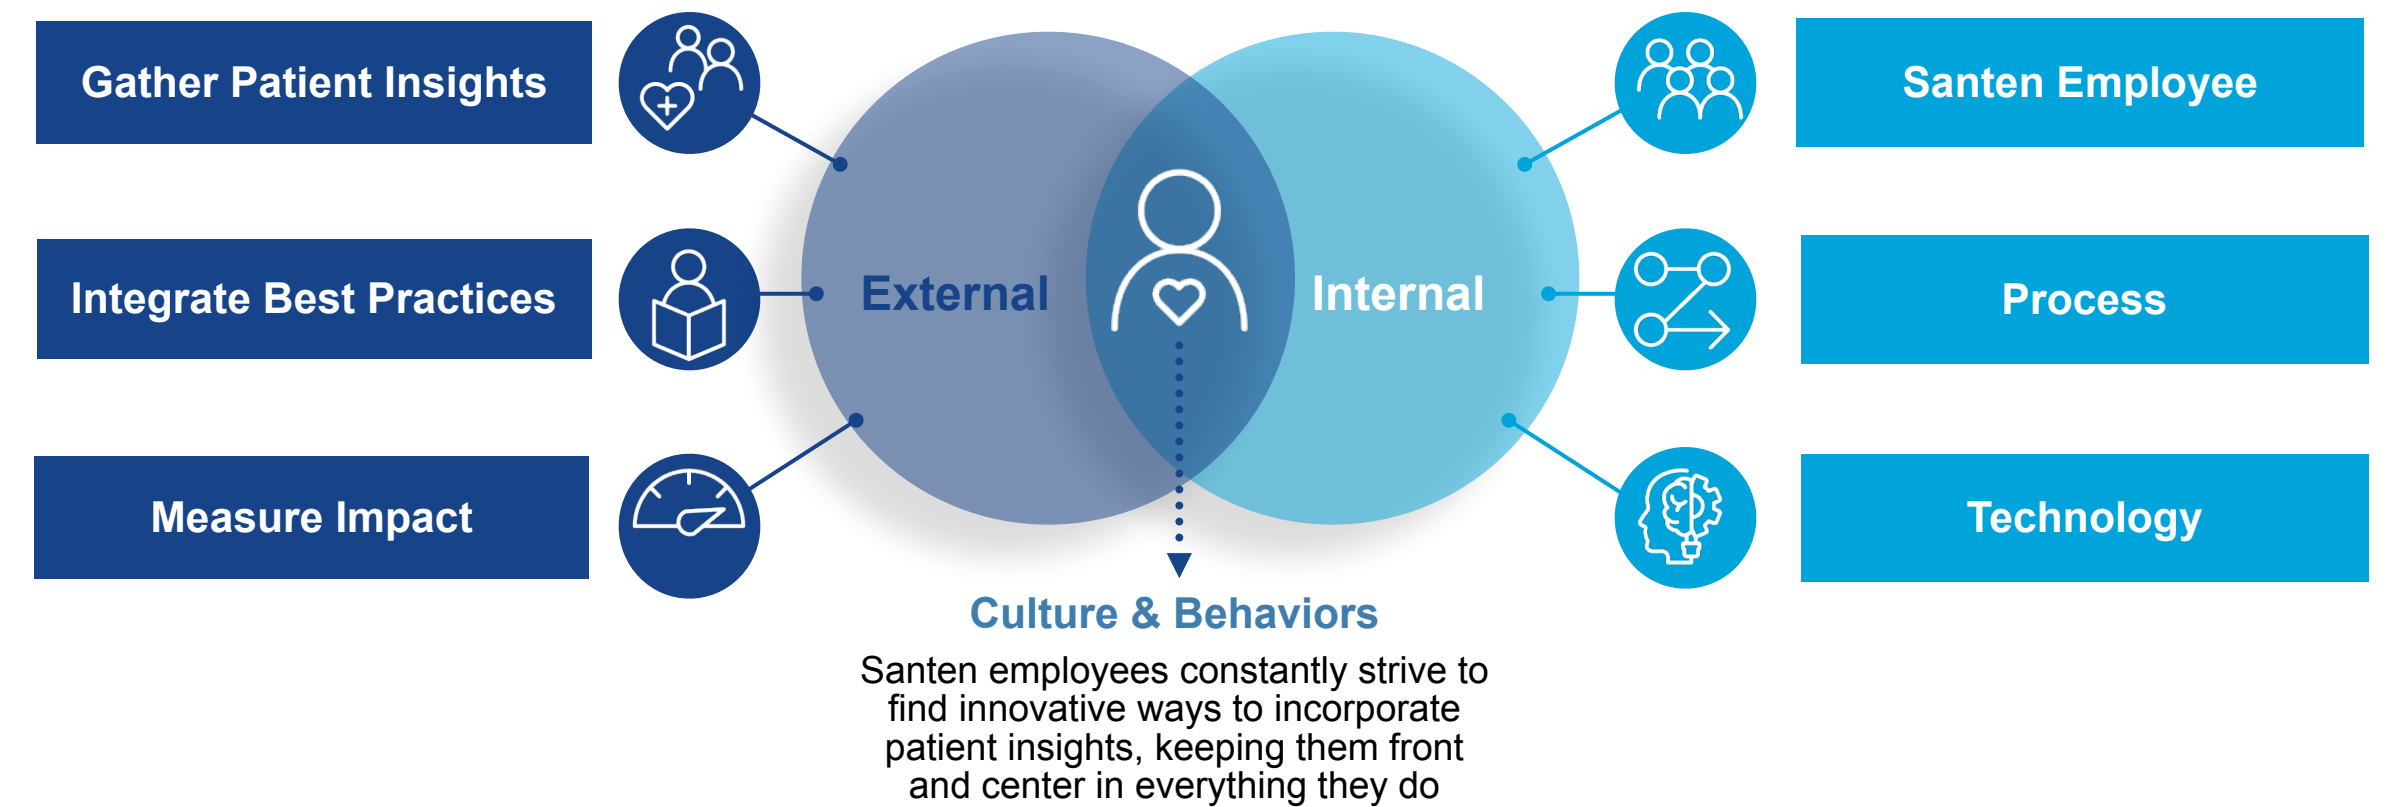 Gather Patient Insights
Integrate Best Practices
Measure Impact
External
Internal
Santen Employee
Process
Technology
Culture & Behaviors
Santen employees constantly strive to
find innovative ways to incorporate
patient insights, keeping them front
and center in everything they do